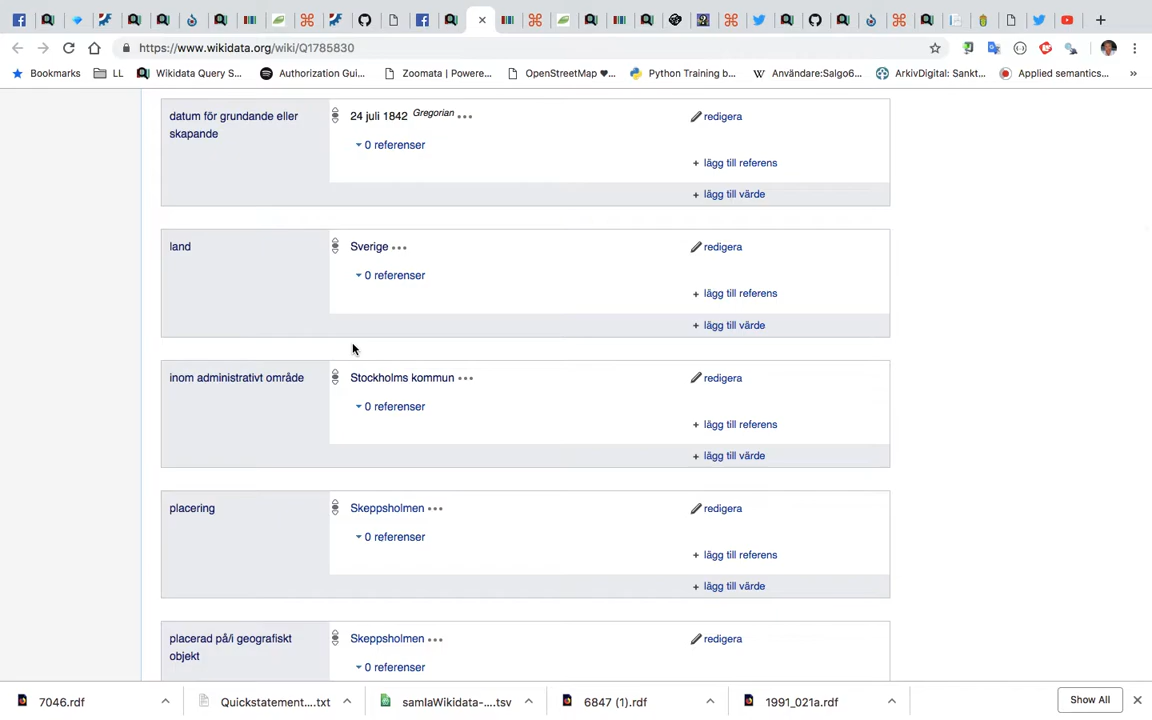 https://www.wikidata.org/wiki/Q1785830
Bookmarks LL Wikidata Query S... Authorization Gui... Zoomata | Powere... OpenStreetMap ♥... Python Training b... Användare:Salgo6... ArkivDigital: Sankt... Applied semantics... »
datum för grundande eller
skapande
24 juli 1842 Gregorian
redigera
0 referenser
+ lägg till referens
+ lägg till värde
land
Sverige
redigera
0 referenser
+ lägg till referens
+ lägg till värde
inom administrativt område
Stockholms kommun
redigera
0 referenser
+ lägg till referens
+ lägg till värde
placering
Skeppsholmen
redigera
0 referenser
+ lägg till referens
+ lägg till värde
placerad på/i geografiskt
objekt
Skeppsholmen
redigera
0 referenser
7046.rdf Quickstatement....txt samlaWikidata-....tsv 6847 (1).rdf 1991_021a.rdf Show All